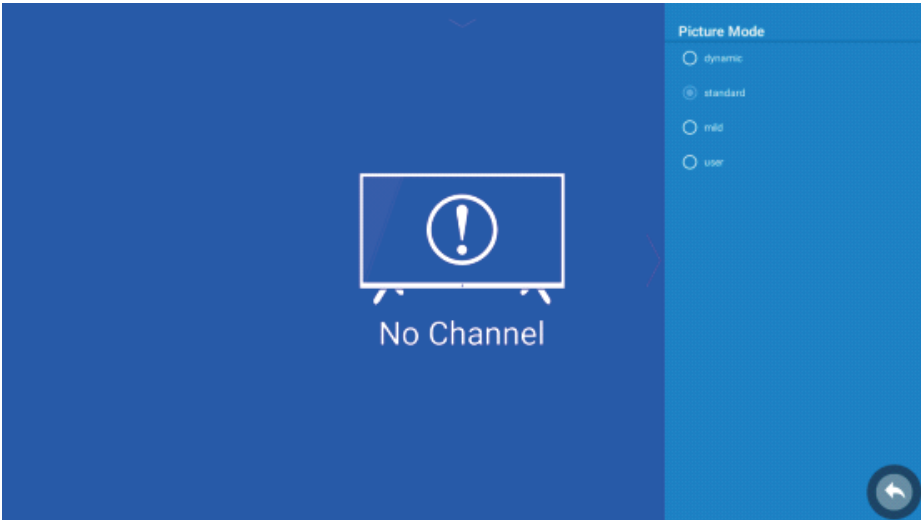 Picture Mode
dynamic
standard
mild
user
No Channel